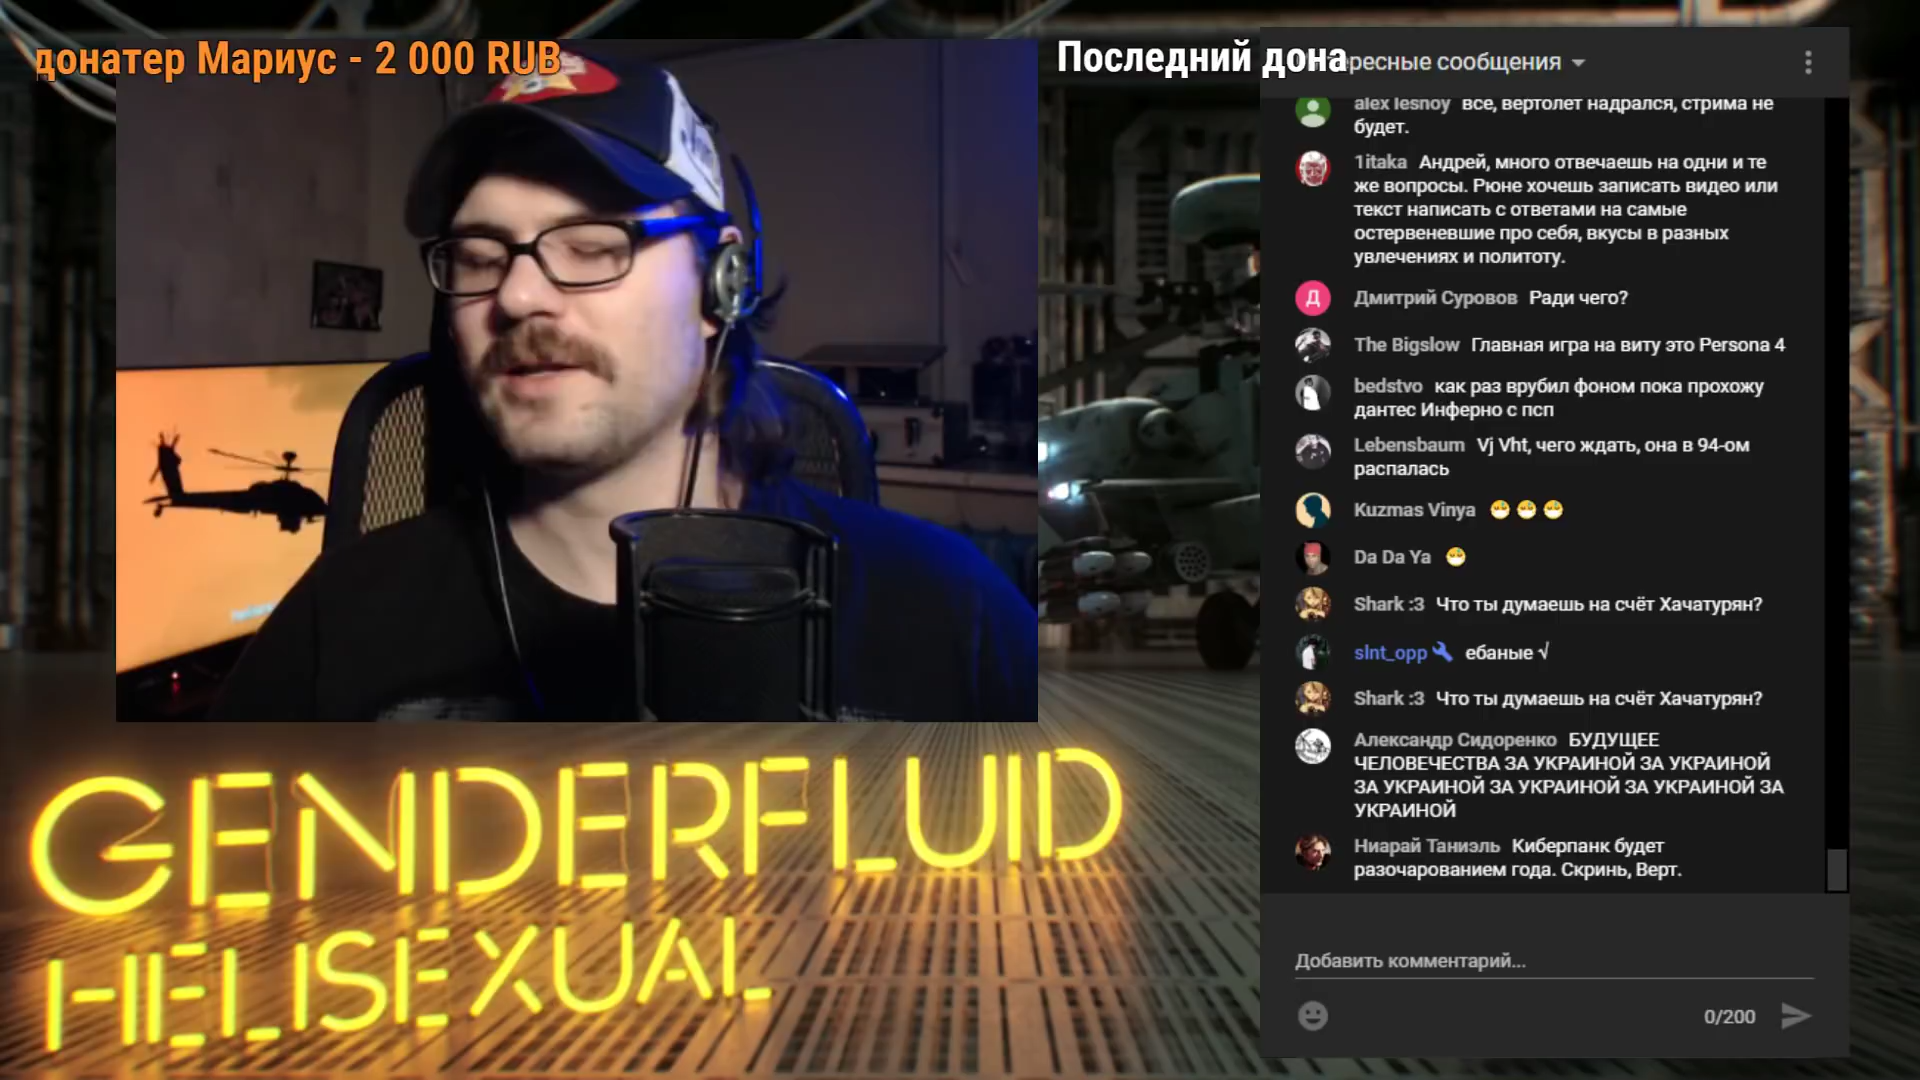 донатер Мариус - 2 000 RUB
Последний дона
ресные сообщения
alex lesnoy все, вертолет надрался, стрима не
будет.
1itaka Андрей, много отвечаешь на одни и те
же вопросы. Рюне хочешь записать видео или
текст написать с ответами на самые
остервеневшие про себя, вкусы в разных
увлечениях и политоту.
Д
Дмитрий Суровов Ради чего?
The Bigslow Главная игра на виту это Persona 4
bedstvo как раз врубил фоном пока прохожу
дантес Инферно с псп
Lebensbaum Vj Vht, чего ждать, она в 94-ом
распалась
Kuzmas Vinya 😷 😷 😷
Da Da Ya 😷
Shark :3 Что ты думаешь на счёт Хачатурян?
slnt_opp ебаные √
Shark :3 Что ты думаешь на счёт Хачатурян?
Александр Сидоренко БУДУЩЕЕ
ЧЕЛОВЕЧЕСТВА ЗА УКРАИНОЙ ЗА УКРАИНОЙ
ЗА УКРАИНОЙ ЗА УКРАИНОЙ ЗА УКРАИНОЙ ЗА
УКРАИНОЙ
Ниарай Таниэль Киберпанк будет
разочарованием года. Скринь, Верт.
Добавить комментарий...
0/200
GENDERFLUID
HELISEXUAL